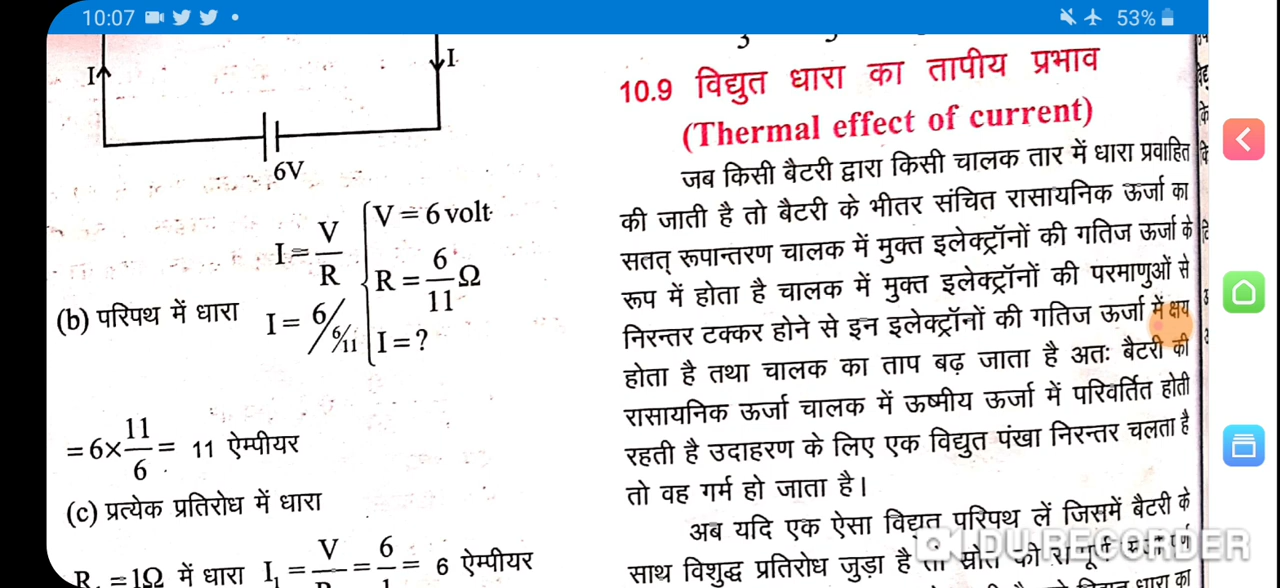 10:07
53%
I
I
6V
I = V/R
V = 6 volt
R = 6/11 Ω
(b) परिपथ में धारा I = 6/6/11
I = ?
= 6 × 11/6 = 11 ऐम्पीयर
(c) प्रत्येक प्रतिरोध में धारा
= 1Ω में धारा I₁ = V = 6/1 = 6 ऐम्पीयर
10.9 विद्युत धारा का तापीय प्रभाव
(Thermal effect of current)
जब किसी बैटरी द्वारा किसी चालक तार में धारा प्रवाहित
की जाती है तो बैटरी के भीतर संचित रासायनिक ऊर्जा का
सतत् रूपान्तरण चालक में मुक्त इलेक्ट्रॉनों की गतिज ऊर्जा के
रूप में होता है चालक में मुक्त इलेक्ट्रॉनों की परमाणुओं से
निरन्तर टक्कर होने से इन इलेक्ट्रॉनों की गतिज ऊर्जा में क्षय
होता है तथा चालक का ताप बढ़ जाता है अतः बैटरी की
रासायनिक ऊर्जा चालक में ऊष्मीय ऊर्जा में परिवर्तित होती
रहती है उदाहरण के लिए एक विद्युत पंखा निरन्तर चलता है
तो वह गर्म हो जाता है।
अब यदि एक ऐसा विद्युत परिपथ लें जिसमें बैटरी के
साथ विशुद्ध प्रतिरोध जुड़ा है तो स्रोत की
DU RECORDER